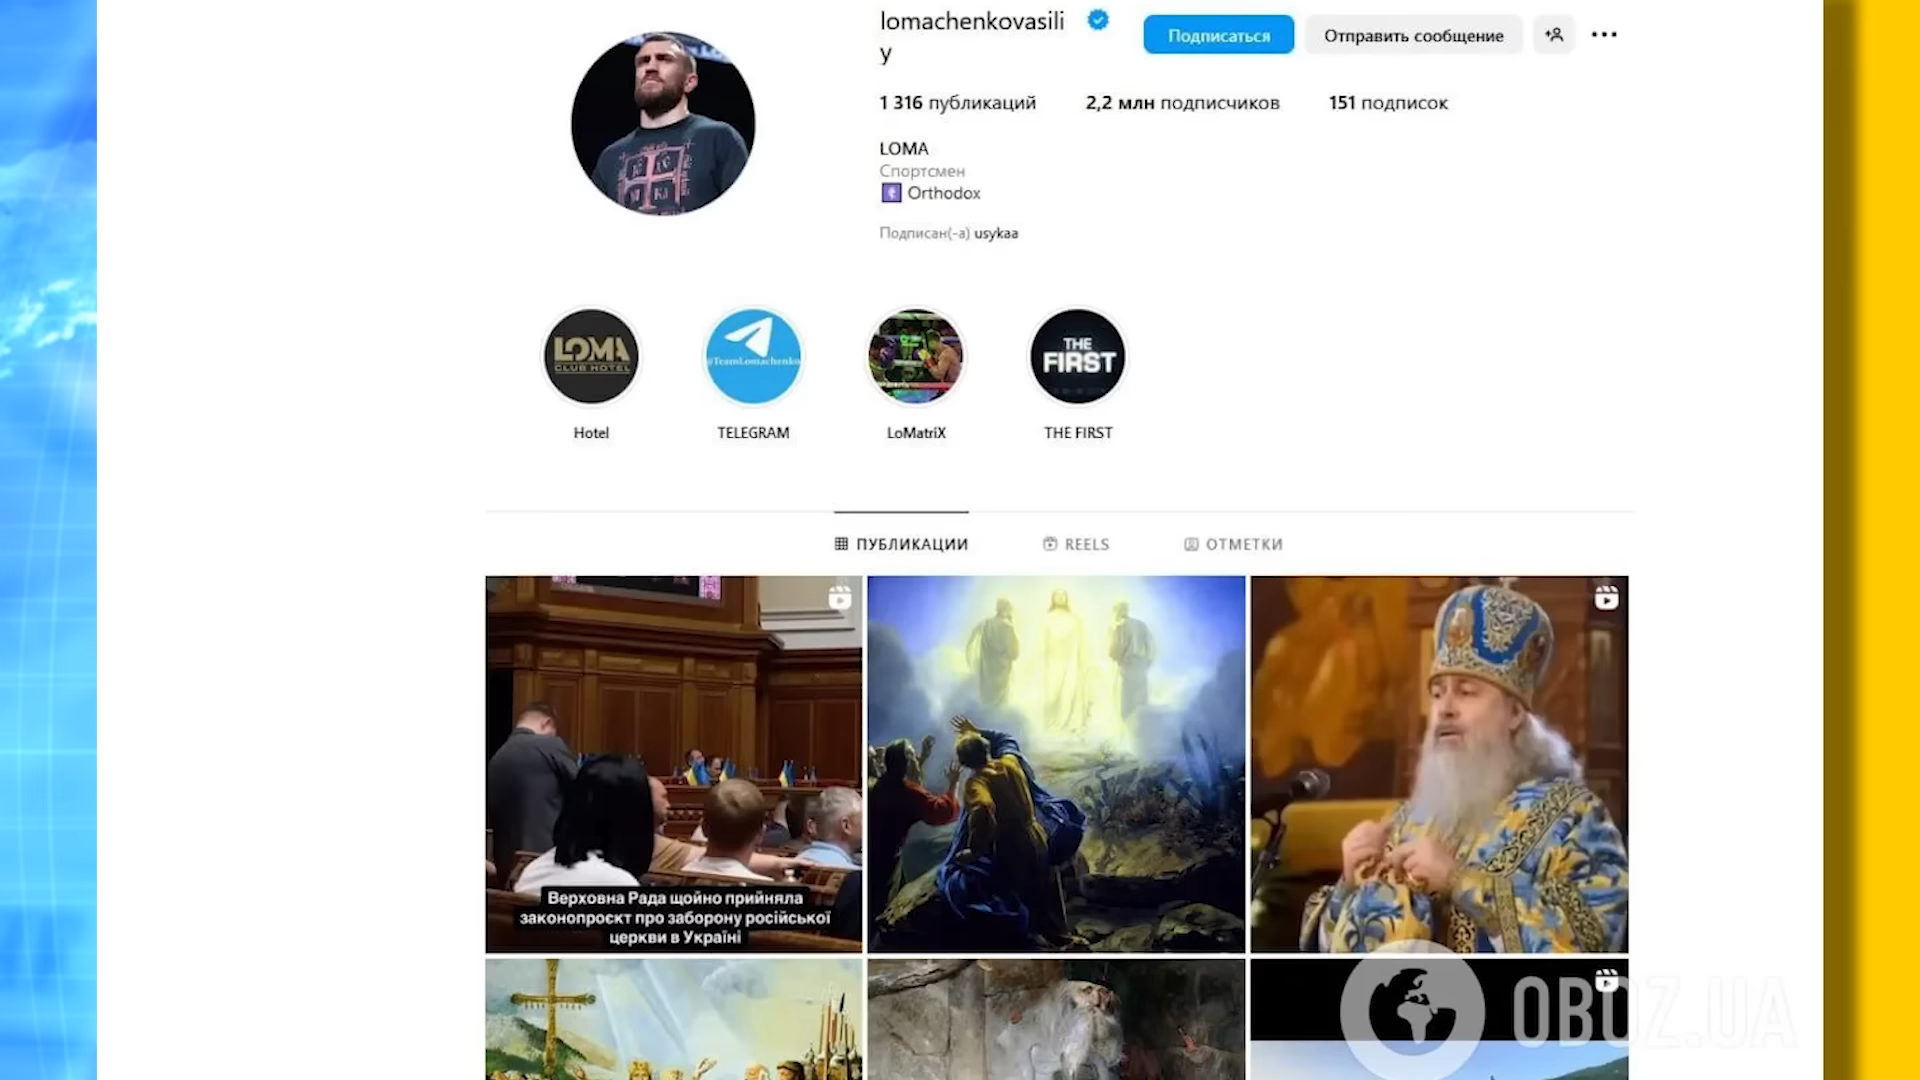 lomachenkovasili
y
Подписаться
Отправить сообщение
1 316 публикаций
2,2 млн подписчиков
151 подписок
LOMA
Спортсмен
Orthodox
Подписан(-а) usykaa
LOMA
CLUB HOTEL
@TeamLomachenko
THE
FIRST
Hotel
TELEGRAM
LoMatriX
THE FIRST
ПУБЛИКАЦИИ
REELS
ОТМЕТКИ
Верховна Рада щойно прийняла
законопроєкт про заборону російської
церкви в Україні
OBOZ.UA